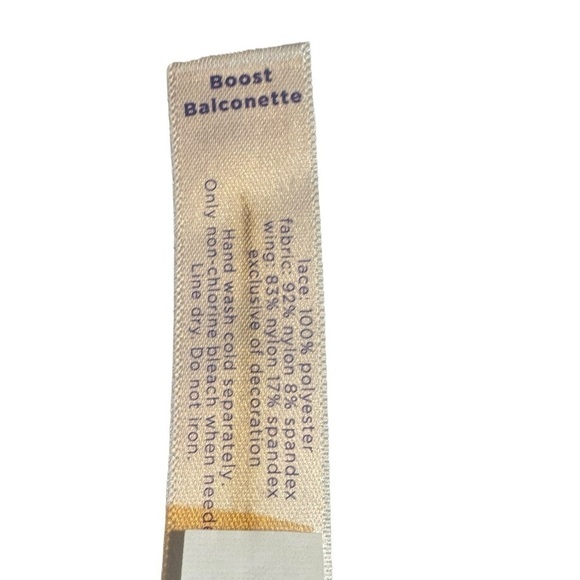 Boost
Balconette
lace: 100% polyester
fabric: 92% nylon 8% spandex
wing: 83% nylon 17% spandex
exclusive of decoration
Hand wash cold separately.
Only non-chlorine bleach when neede
Line dry. Do not iron.